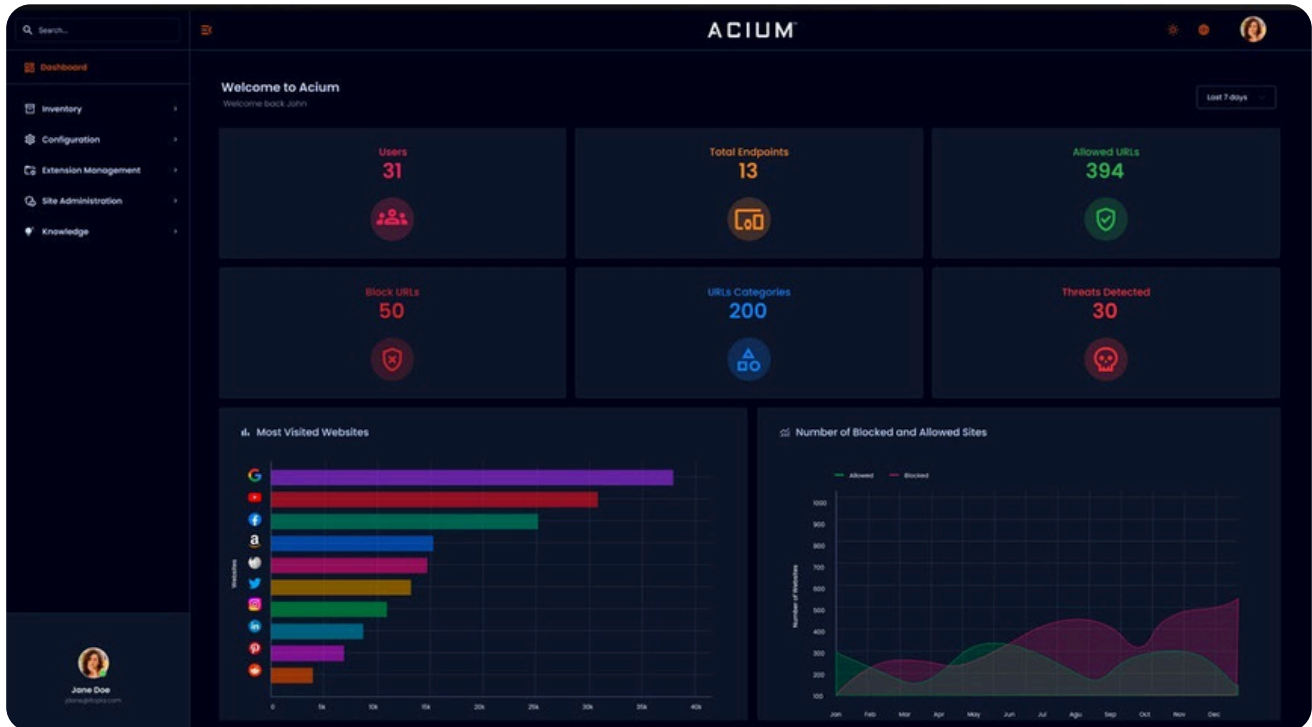 Search...
ACIUM
Dashboard
Inventory
Configuration
Extension Management
Site Administration
Knowledge
Jane Doe
Welcome to Acium
Welcome back John
Last 7 days
Users
31
Total Endpoints
13
Allowed URLs
394
Block URLs
50
URLs Categories
200
Threats Detected
30
Most Visited Websites
Websites
a
in
0 5k 10k 15k 20k 25k 30k 35k 40k
Number of Blocked and Allowed Sites
Allowed Blocked
Number of Websites
1000
900
800
700
600
500
400
300
200
100
Jan Feb Mar Apr May Jun Jul Agu Sep Oct Nov Dec